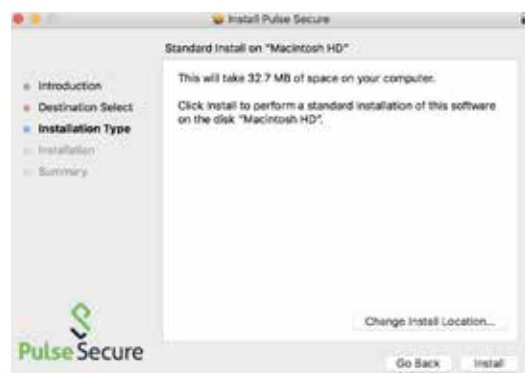 Install Pulse Secure
Standard Install on "Macintosh HD"
Introduction
Destination Select
Installation Type
Installation
Summary
This will take 32.7 MB of space on your computer.
Click Install to perform a standard installation of this software
on the disk "Macintosh HD".
Change Install Location...
Pulse Secure
Go Back
Install